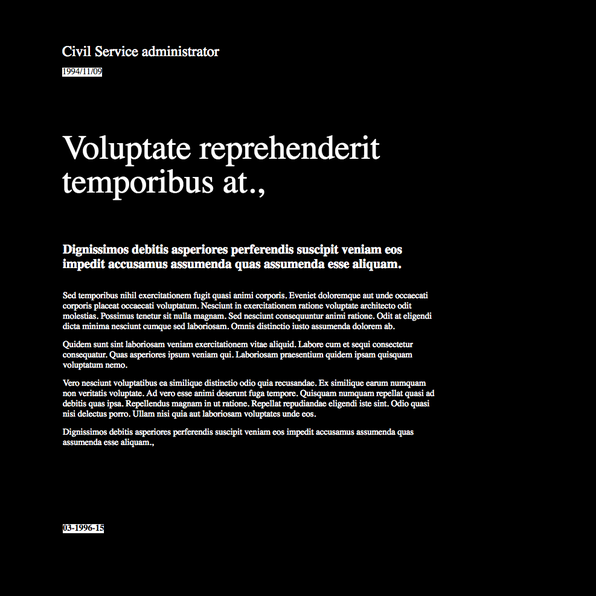 Civil Service administrator
1994/11/09
Voluptate reprehenderit
temporibus at.,
Dignissimos debitis asperiores perferendis suscipit veniam eos
impedit accusamus assumenda quas assumenda esse aliquam.
Sed temporibus nihil exercitationem fugit quasi animi corporis. Eveniet doloremque aut unde occaecati
corporis placeat occaecati voluptatum. Nesciunt in exercitationem ratione voluptate architecto odit
molestias. Possimus tenetur sit nulla magnam. Sed nesciunt consequuntur animi ratione. Odit at eligendi
dicta minima nesciunt cumque sed laboriosam. Omnis distinctio iusto assumenda dolorem ab.
Quidem sunt sint laboriosam veniam exercitationem vitae aliquid. Labore cum et sequi consectetur
consequatur. Quas asperiores ipsum veniam qui. Laboriosam praesentium quidem ipsam quisquam
voluptatum nemo.
Vero nesciunt voluptatibus ea similique distinctio odio quia recusandae. Ex similique earum numquam
non veritatis voluptate. Ad vero esse animi deserunt fuga tempore. Quisquam numquam repellat quasi ad
debitis quas ipsa. Repellendus magnam in ut ratione. Repellat repudiandae eligendi iste sint. Odio quasi
nisi delectus porro. Ullam nisi quia aut laboriosam voluptates unde eos.
Dignissimos debitis asperiores perferendis suscipit veniam eos impedit accusamus assumenda quas
assumenda esse aliquam.,
03-1996-15